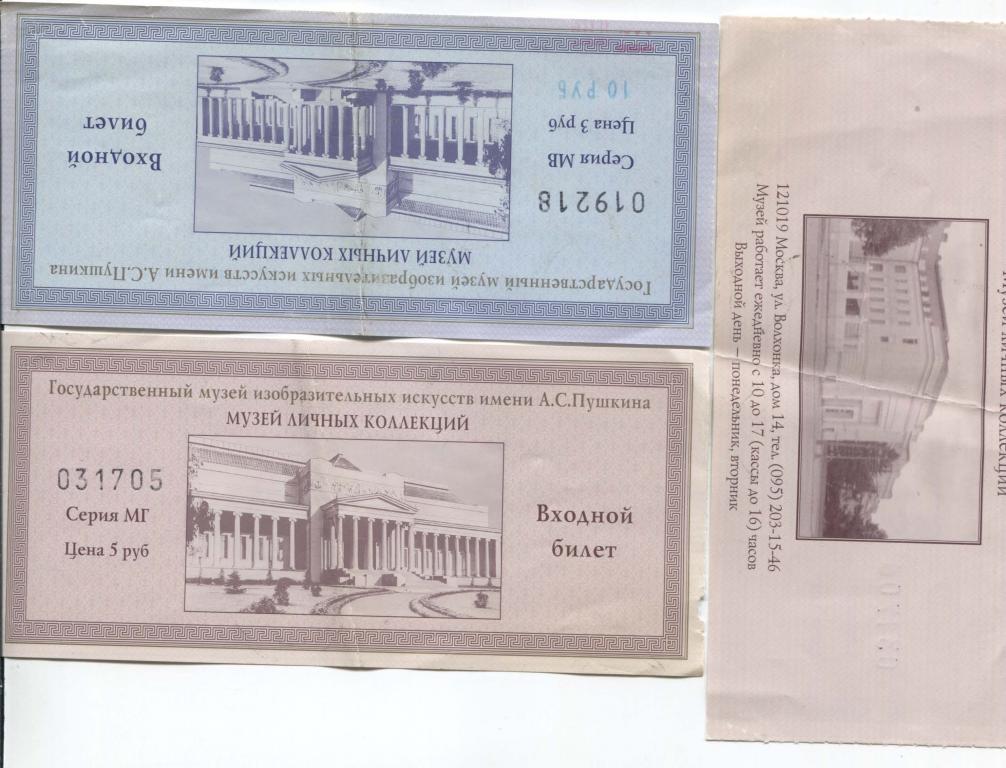 Государственный музей изобразительных искусств имени А.С.Пушкина
МУЗЕЙ ЛИЧНЫХ КОЛЛЕКЦИЙ
019218
Серия МВ
Цена 3 руб
10 РУБ
Входной
билет
Государственный музей изобразительных искусств имени А.С.Пушкина
МУЗЕЙ ЛИЧНЫХ КОЛЛЕКЦИЙ
031705
Серия МГ
Цена 5 руб
Входной
билет
Музей личных коллекций
121019 Москва, ул. Волхонка, дом 14, тел. (095) 203-15-46
Музей работает ежедневно с 10 до 17 (кассы до 16) часов
Выходной день — понедельник, вторник